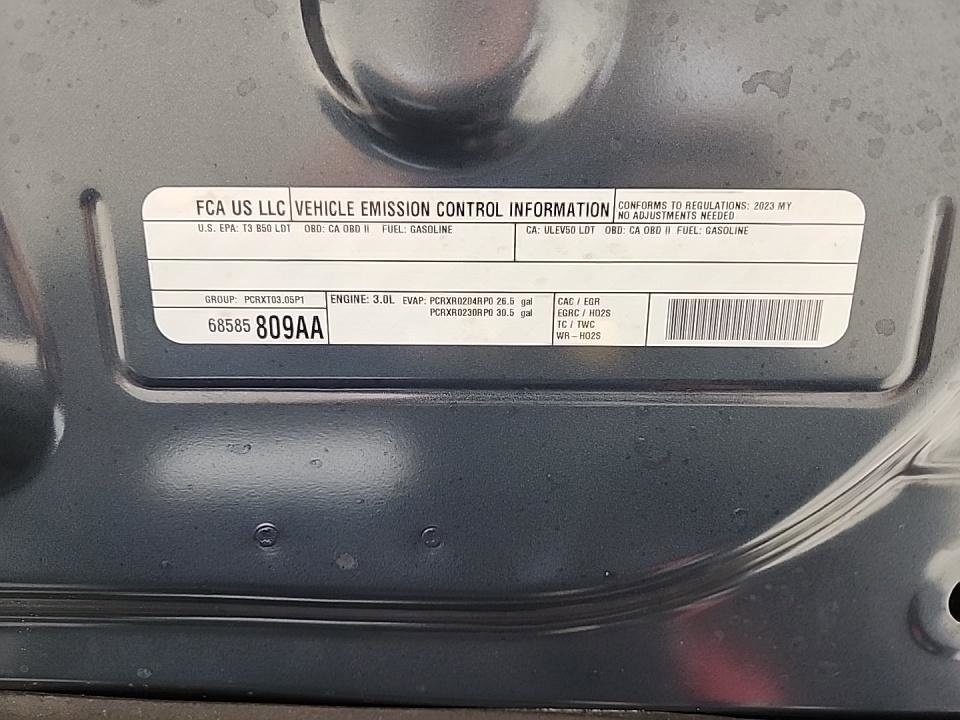 FCA US LLC
VEHICLE EMISSION CONTROL INFORMATION
CONFORMS TO REGULATIONS: 2023 MY
NO ADJUSTMENTS NEEDED
U.S. EPA: T3 B50 LDT OBD: CA OBD II FUEL: GASOLINE
CA: ULEV50 LDT OBD: CA OBD II FUEL: GASOLINE
GROUP: PCRXT03.05P1
68585 809AA
ENGINE: 3.0L EVAP: PCRXR0204RP0 26.5 gal
PCRXR0230RP0 30.5 gal
CAC / EGR
EGRC / HO2S
TC / TWC
WR-HO2S